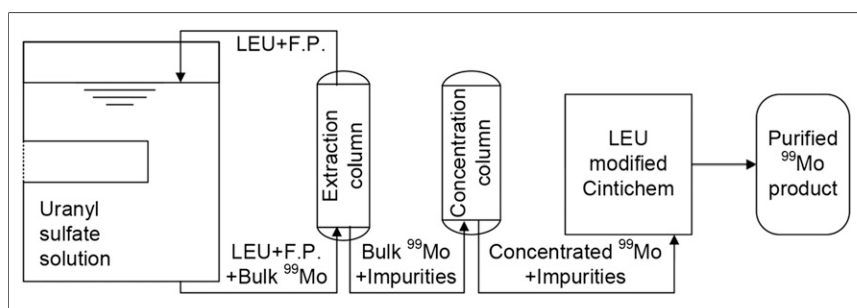 LEU+F.P.
Uranyl
sulfate
solution
LEU+F.P.
+Bulk ⁹⁹Mo
Extraction
column
Bulk ⁹⁹Mo
+Impurities
Concentration
column
Concentrated ⁹⁹Mo
+Impurities
LEU
modified
Cintichem
Purified
⁹⁹Mo
product